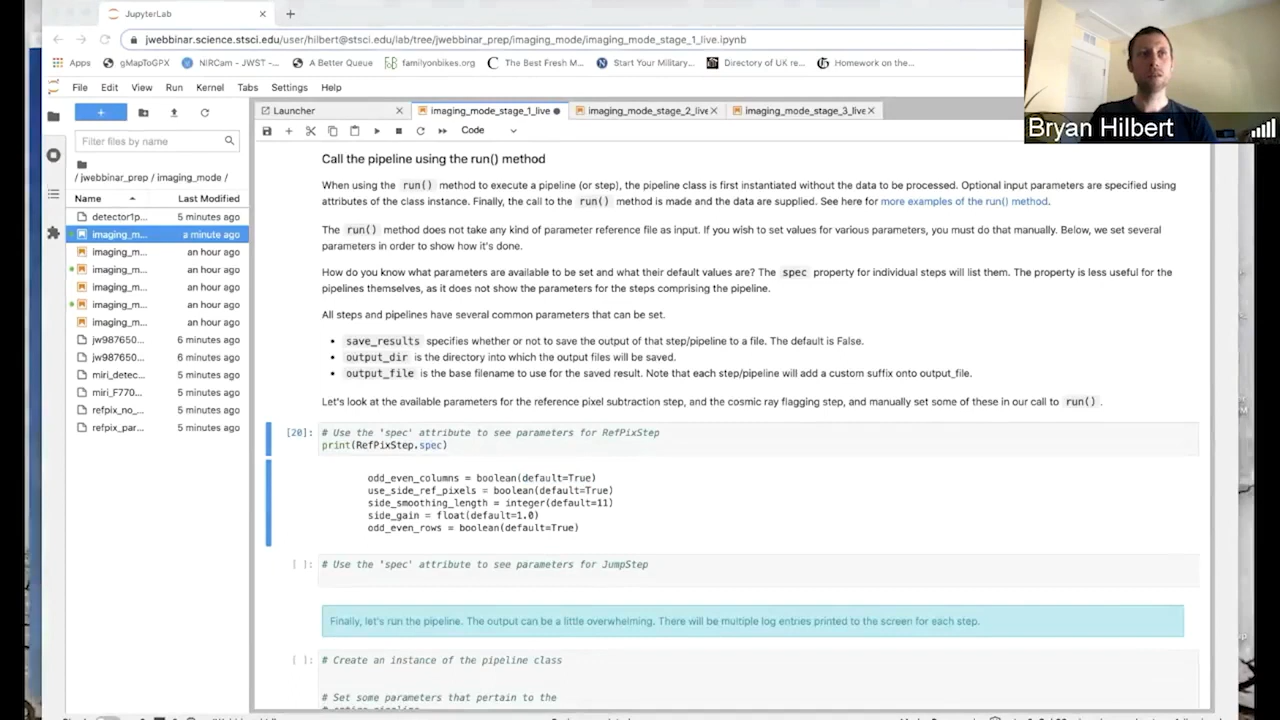 JupyterLab
jwebbinar.science.stsci.edu/user/hilbert@stsci.edu/lab/tree/jwebbinar_prep/imaging_mode/imaging_mode_stage_1_live.ipynb
Apps gMapToGPX NIRCam - JWST -... A Better Queue familyonbikes.org The Best Fresh M... Start Your Military... Directory of UK re... Homework on the...
Bryan Hilbert
File Edit View Run Kernel Tabs Settings Help
Launcher imaging_mode_stage_1_live imaging_mode_stage_2_live imaging_mode_stage_3_live
Code
Filter files by name
/ jwebbinar_prep / imaging_mode /
Name Last Modified
detector1p... 5 minutes ago
imaging_m... a minute ago
imaging_m... an hour ago
imaging_m... an hour ago
imaging_m... an hour ago
imaging_m... an hour ago
imaging_m... an hour ago
jw987650... 6 minutes ago
jw987650... 6 minutes ago
miri_detec... 5 minutes ago
miri_F770... 5 minutes ago
refpix_no_... 5 minutes ago
refpix_par... 5 minutes ago
Call the pipeline using the run() method
When using the run() method to execute a pipeline (or step), the pipeline class is first instantiated without the data to be processed. Optional input parameters are specified using
attributes of the class instance. Finally, the call to the run() method is made and the data are supplied. See here for more examples of the run() method.
The run() method does not take any kind of parameter reference file as input. If you wish to set values for various parameters, you must do that manually. Below, we set several
parameters in order to show how it's done.
How do you know what parameters are available to be set and what their default values are? The spec property for individual steps will list them. The property is less useful for the
pipelines themselves, as it does not show the parameters for the steps comprising the pipeline.
All steps and pipelines have several common parameters that can be set.
• save_results specifies whether or not to save the output of that step/pipeline to a file. The default is False.
• output_dir is the directory into which the output files will be saved.
• output_file is the base filename to use for the saved result. Note that each step/pipeline will add a custom suffix onto output_file.
Let's look at the available parameters for the reference pixel subtraction step, and the cosmic ray flagging step, and manually set some of these in our call to run() .
[20]: # Use the 'spec' attribute to see parameters for RefPixStep
print(RefPixStep.spec)
odd_even_columns = boolean(default=True)
use_side_ref_pixels = boolean(default=True)
side_smoothing_length = integer(default=11)
side_gain = float(default=1.0)
odd_even_rows = boolean(default=True)
[ ]: # Use the 'spec' attribute to see parameters for JumpStep
Finally, let's run the pipeline. The output can be a little overwhelming. There will be multiple log entries printed to the screen for each step.
[ ]: # Create an instance of the pipeline class
# Set some parameters that pertain to the